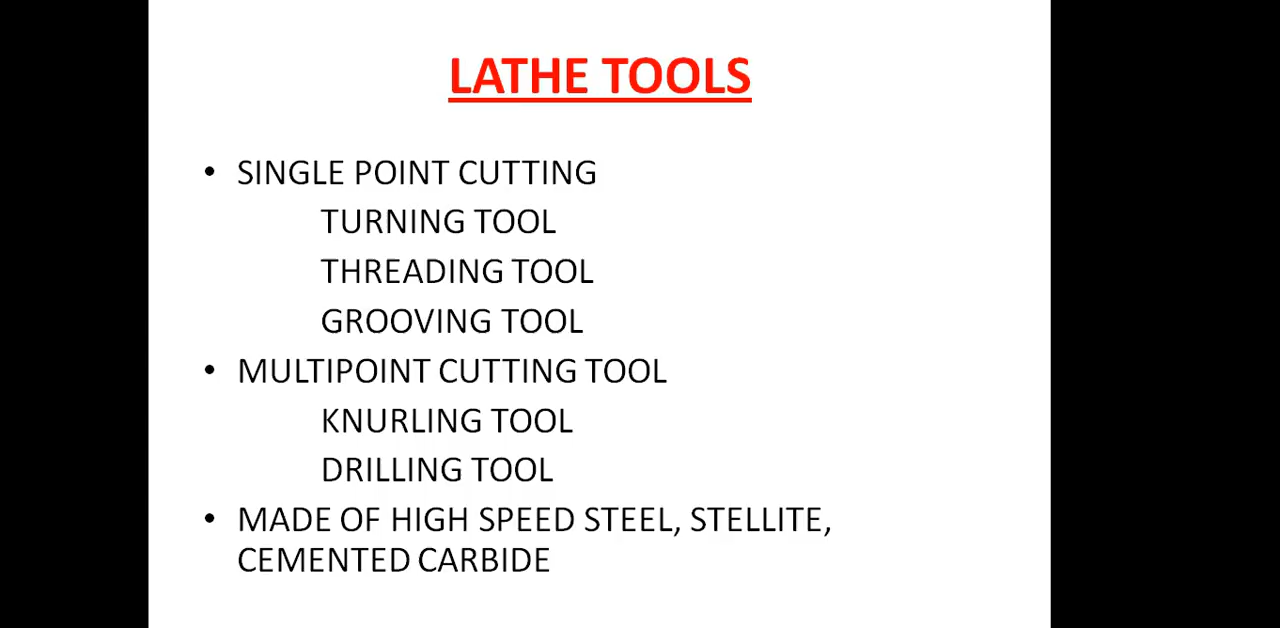 LATHE TOOLS
• SINGLE POINT CUTTING
TURNING TOOL
THREADING TOOL
GROOVING TOOL
• MULTIPOINT CUTTING TOOL
KNURLING TOOL
DRILLING TOOL
• MADE OF HIGH SPEED STEEL, STELLITE,
CEMENTED CARBIDE